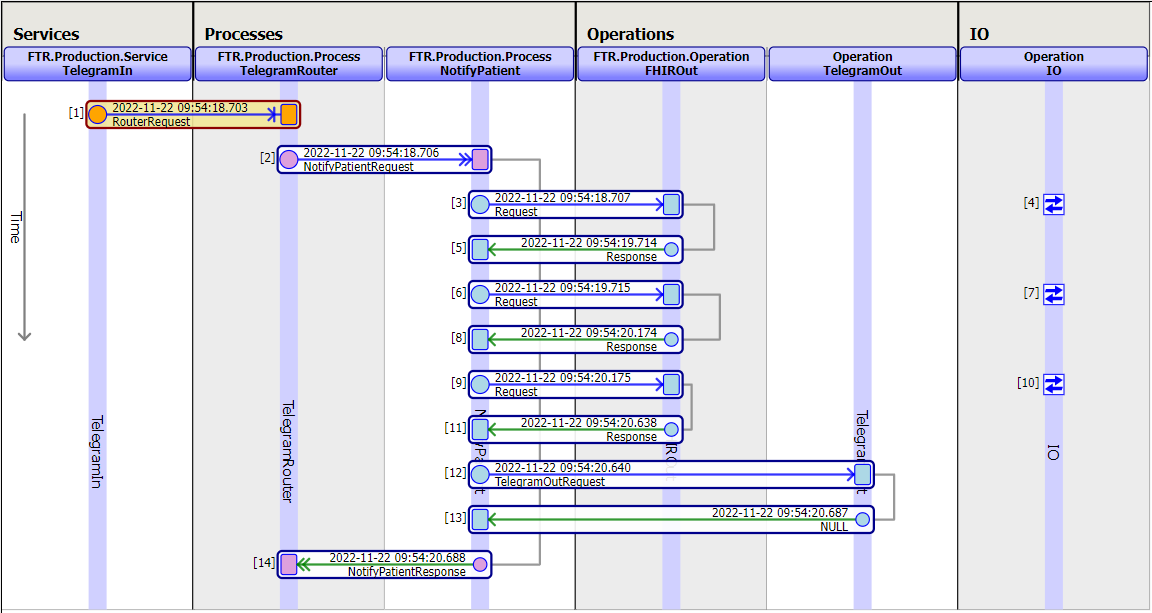 Services
Processes
Operations
IO
FTR.Production.Service
TelegramIn
FTR.Production.Process
TelegramRouter
FTR.Production.Process
NotifyPatient
FTR.Production.Operation
FHIROut
Operation
TelegramOut
Operation
IO
[1]
2022-11-22 09:54:18.703
RouterRequest
[2]
2022-11-22 09:54:18.706
NotifyPatientRequest
[3]
2022-11-22 09:54:18.707
Request
[4]
Time
[5]
2022-11-22 09:54:19.714
Response
[6]
2022-11-22 09:54:19.715
Request
[7]
[8]
2022-11-22 09:54:20.174
Response
[9]
2022-11-22 09:54:20.175
Request
[10]
[11]
2022-11-22 09:54:20.638
Response
TelegramIn
TelegramRouter
IO
[12]
2022-11-22 09:54:20.640
TelegramOutRequest
[13]
2022-11-22 09:54:20.687
NULL
[14]
2022-11-22 09:54:20.688
NotifyPatientResponse